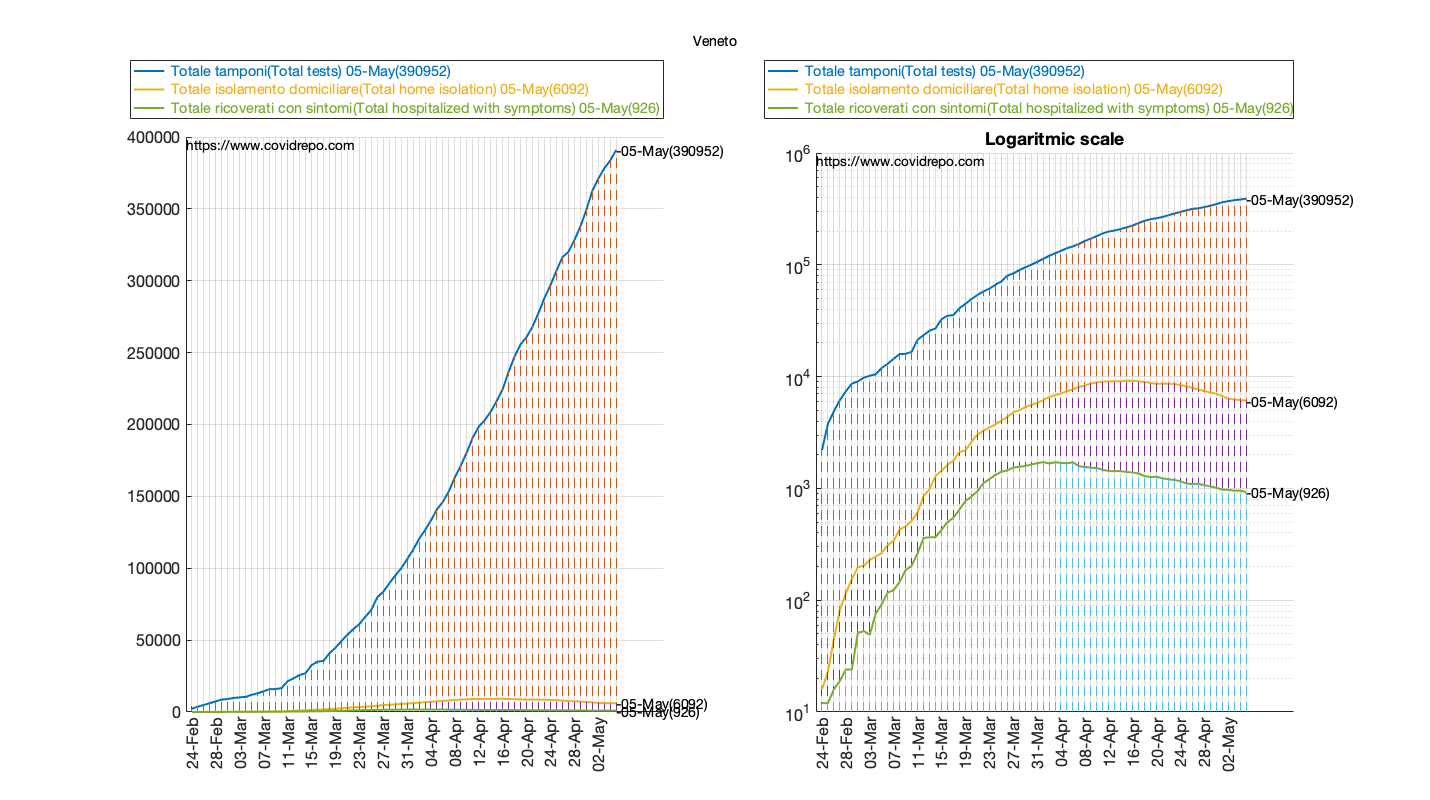 Veneto
Totale tamponi(Total tests) 05-May(390952)
Totale isolamento domiciliare(Total home isolation) 05-May(6092)
Totale ricoverati con sintomi(Total hospitalized with symptoms) 05-May(926)
400000
350000
300000
250000
200000
150000
100000
50000
0
https://www.covidrepo.com
-05-May(390952)
-05-May(6092)
-05-May(926)
24-Feb
28-Feb
03-Mar
07-Mar
11-Mar
15-Mar
19-Mar
23-Mar
27-Mar
31-Mar
04-Apr
08-Apr
12-Apr
16-Apr
20-Apr
24-Apr
28-Apr
02-May
Totale tamponi(Total tests) 05-May(390952)
Totale isolamento domiciliare(Total home isolation) 05-May(6092)
Totale ricoverati con sintomi(Total hospitalized with symptoms) 05-May(926)
Logaritmic scale
10^6
10^5
10^4
10^3
10^2
10^1
https://www.covidrepo.com
-05-May(390952)
-05-May(6092)
-05-May(926)
24-Feb
28-Feb
03-Mar
07-Mar
11-Mar
15-Mar
19-Mar
23-Mar
27-Mar
31-Mar
04-Apr
08-Apr
12-Apr
16-Apr
20-Apr
24-Apr
28-Apr
02-May